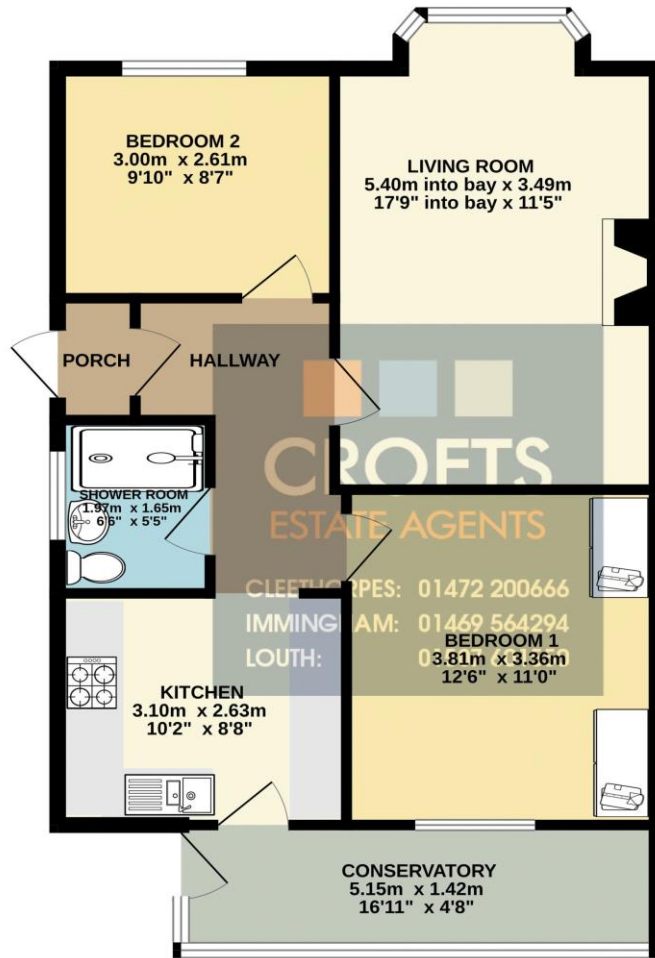 BEDROOM 2
3.00m x 2.61m
9'10" x 8'7"
LIVING ROOM
5.40m into bay x 3.49m
17'9" into bay x 11'5"
PORCH
HALLWAY
CROFTS
ESTATE AGENTS
SHOWER ROOM
1.97m x 1.65m
6'6" x 5'5"
CLEETHORPES: 01472 200666
IMMINGHAM: 01469 564294
LOUTH:
BEDROOM 1
3.81m x 3.36m
12'6" x 11'0"
KITCHEN
3.10m x 2.63m
10'2" x 8'8"
CONSERVATORY
5.15m x 1.42m
16'11" x 4'8"